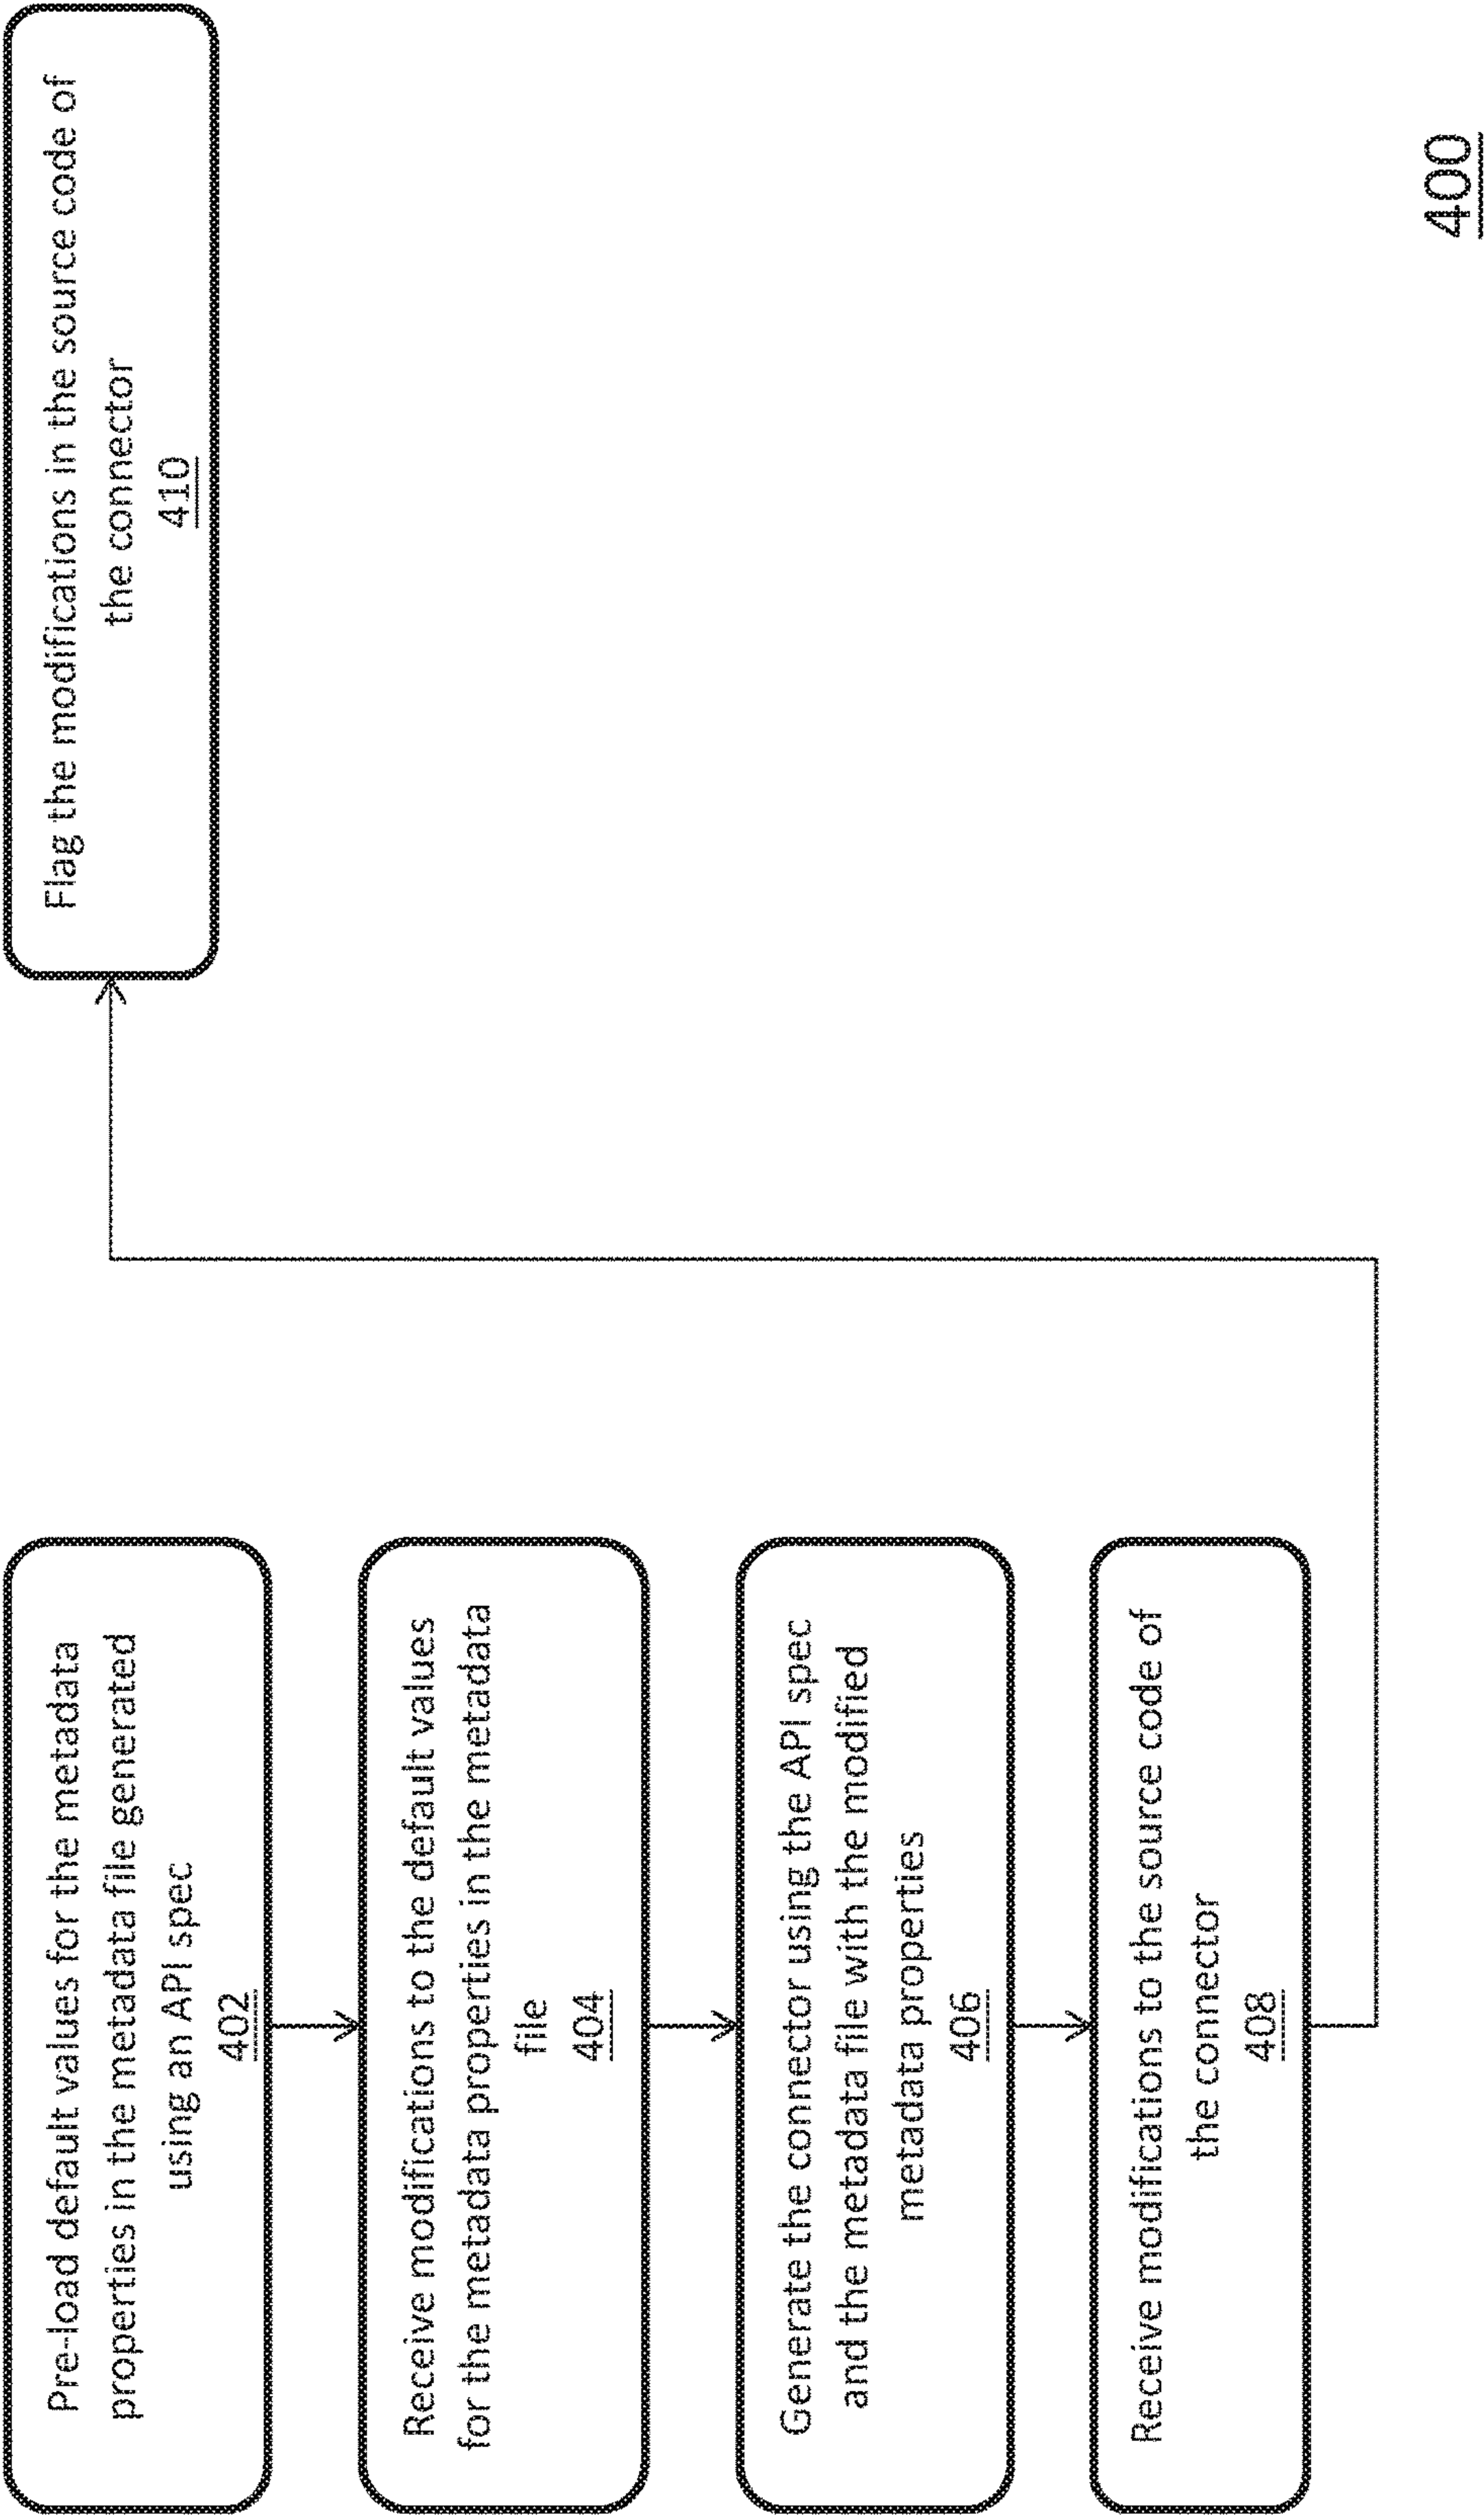 Pre-load default values for the metadata
properties in the metadata file generated
using an API spec
402
Receive modifications to the default values
for the metadata properties in the metadata
file
404
Generate the connector using the API spec
and the metadata file with the modified
metadata properties
406
Receive modifications to the source code of
the connector
408
Flag the modifications in the source code of
the connector
410
400